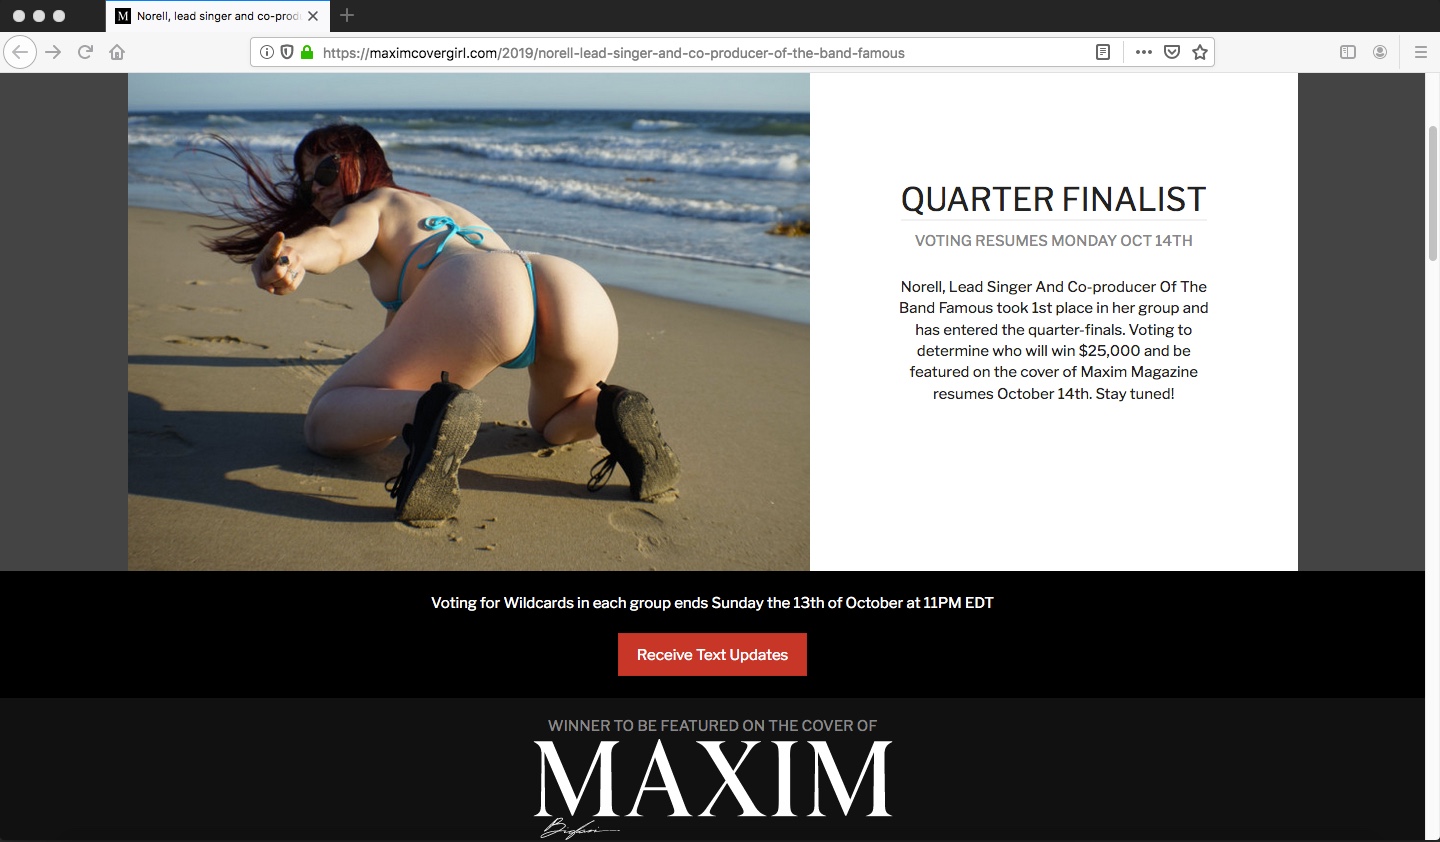 Norell, lead singer and co-prod
https://maximcovergirl.com/2019/norell-lead-singer-and-co-producer-of-the-band-famous
QUARTER FINALIST
VOTING RESUMES MONDAY OCT 14TH
Norell, Lead Singer And Co-producer Of The
Band Famous took 1st place in her group and
has entered the quarter-finals. Voting to
determine who will win $25,000 and be
featured on the cover of Maxim Magazine
resumes October 14th. Stay tuned!
Voting for Wildcards in each group ends Sunday the 13th of October at 11PM EDT
Receive Text Updates
WINNER TO BE FEATURED ON THE COVER OF
MAXIM